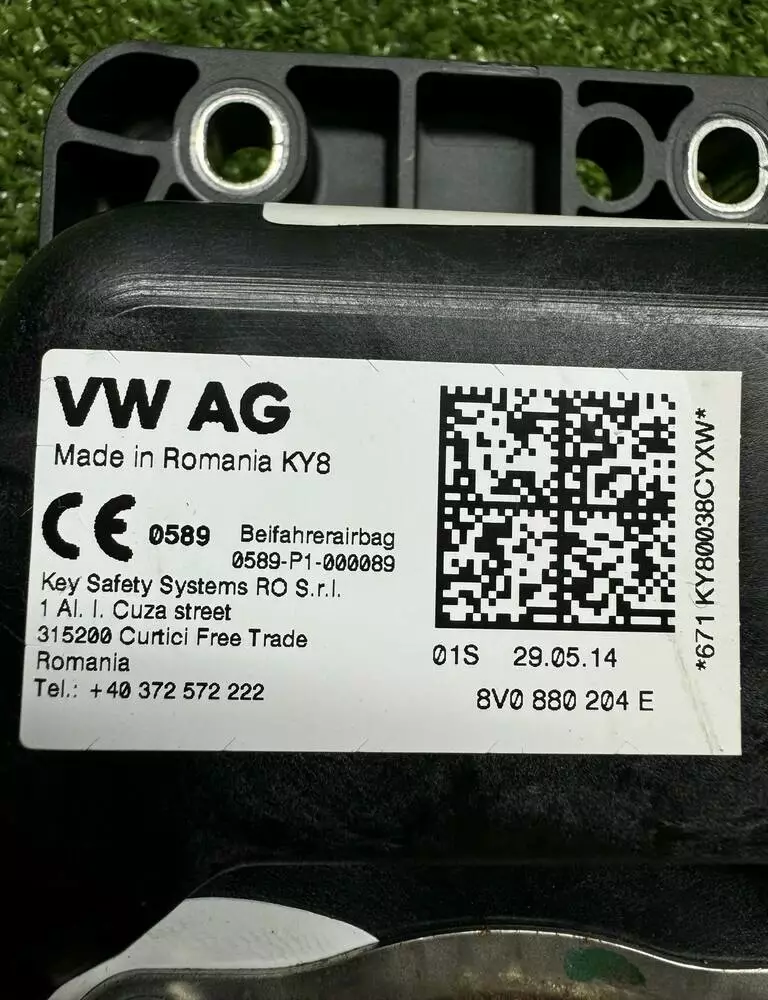 VW AG
Made in Romania KY8
CE 0589 Beifahrerairbag
0589-P1-000089
Key Safety Systems RO S.r.l.
1 Al. I. Cuza street
315200 Curtici Free Trade
Romania
Tel.: +40 372 572 222
01S 29.05.14
8V0 880 204 E
*671 KY80038CYXW*